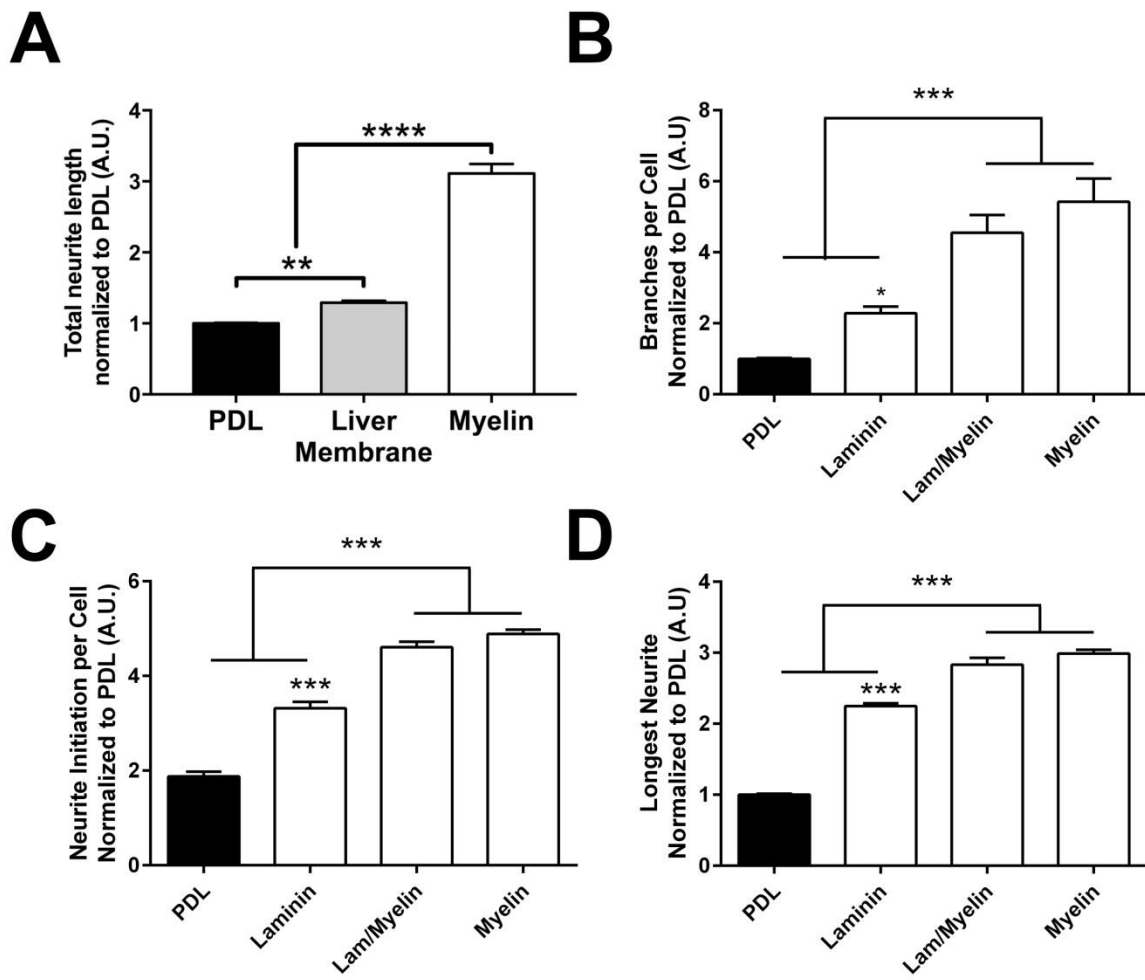 A
Total neurite length
normalized to PDL (A.U.)
4
3
2
1
0
****
**
PDL
Liver
Membrane
Myelin
B
Branches per Cell
Normalized to PDL (A.U)
8
6
4
2
0
***
*
PDL
Laminin
Lam/Myelin
Myelin
C
Neurite Initiation per Cell
Normalized to PDL (A.U.)
6
4
2
0
***
***
PDL
Laminin
Lam/Myelin
Myelin
D
Longest Neurite
Normalized to PDL (A.U)
4
3
2
1
0
***
***
PDL
Laminin
Lam/Myelin
Myelin